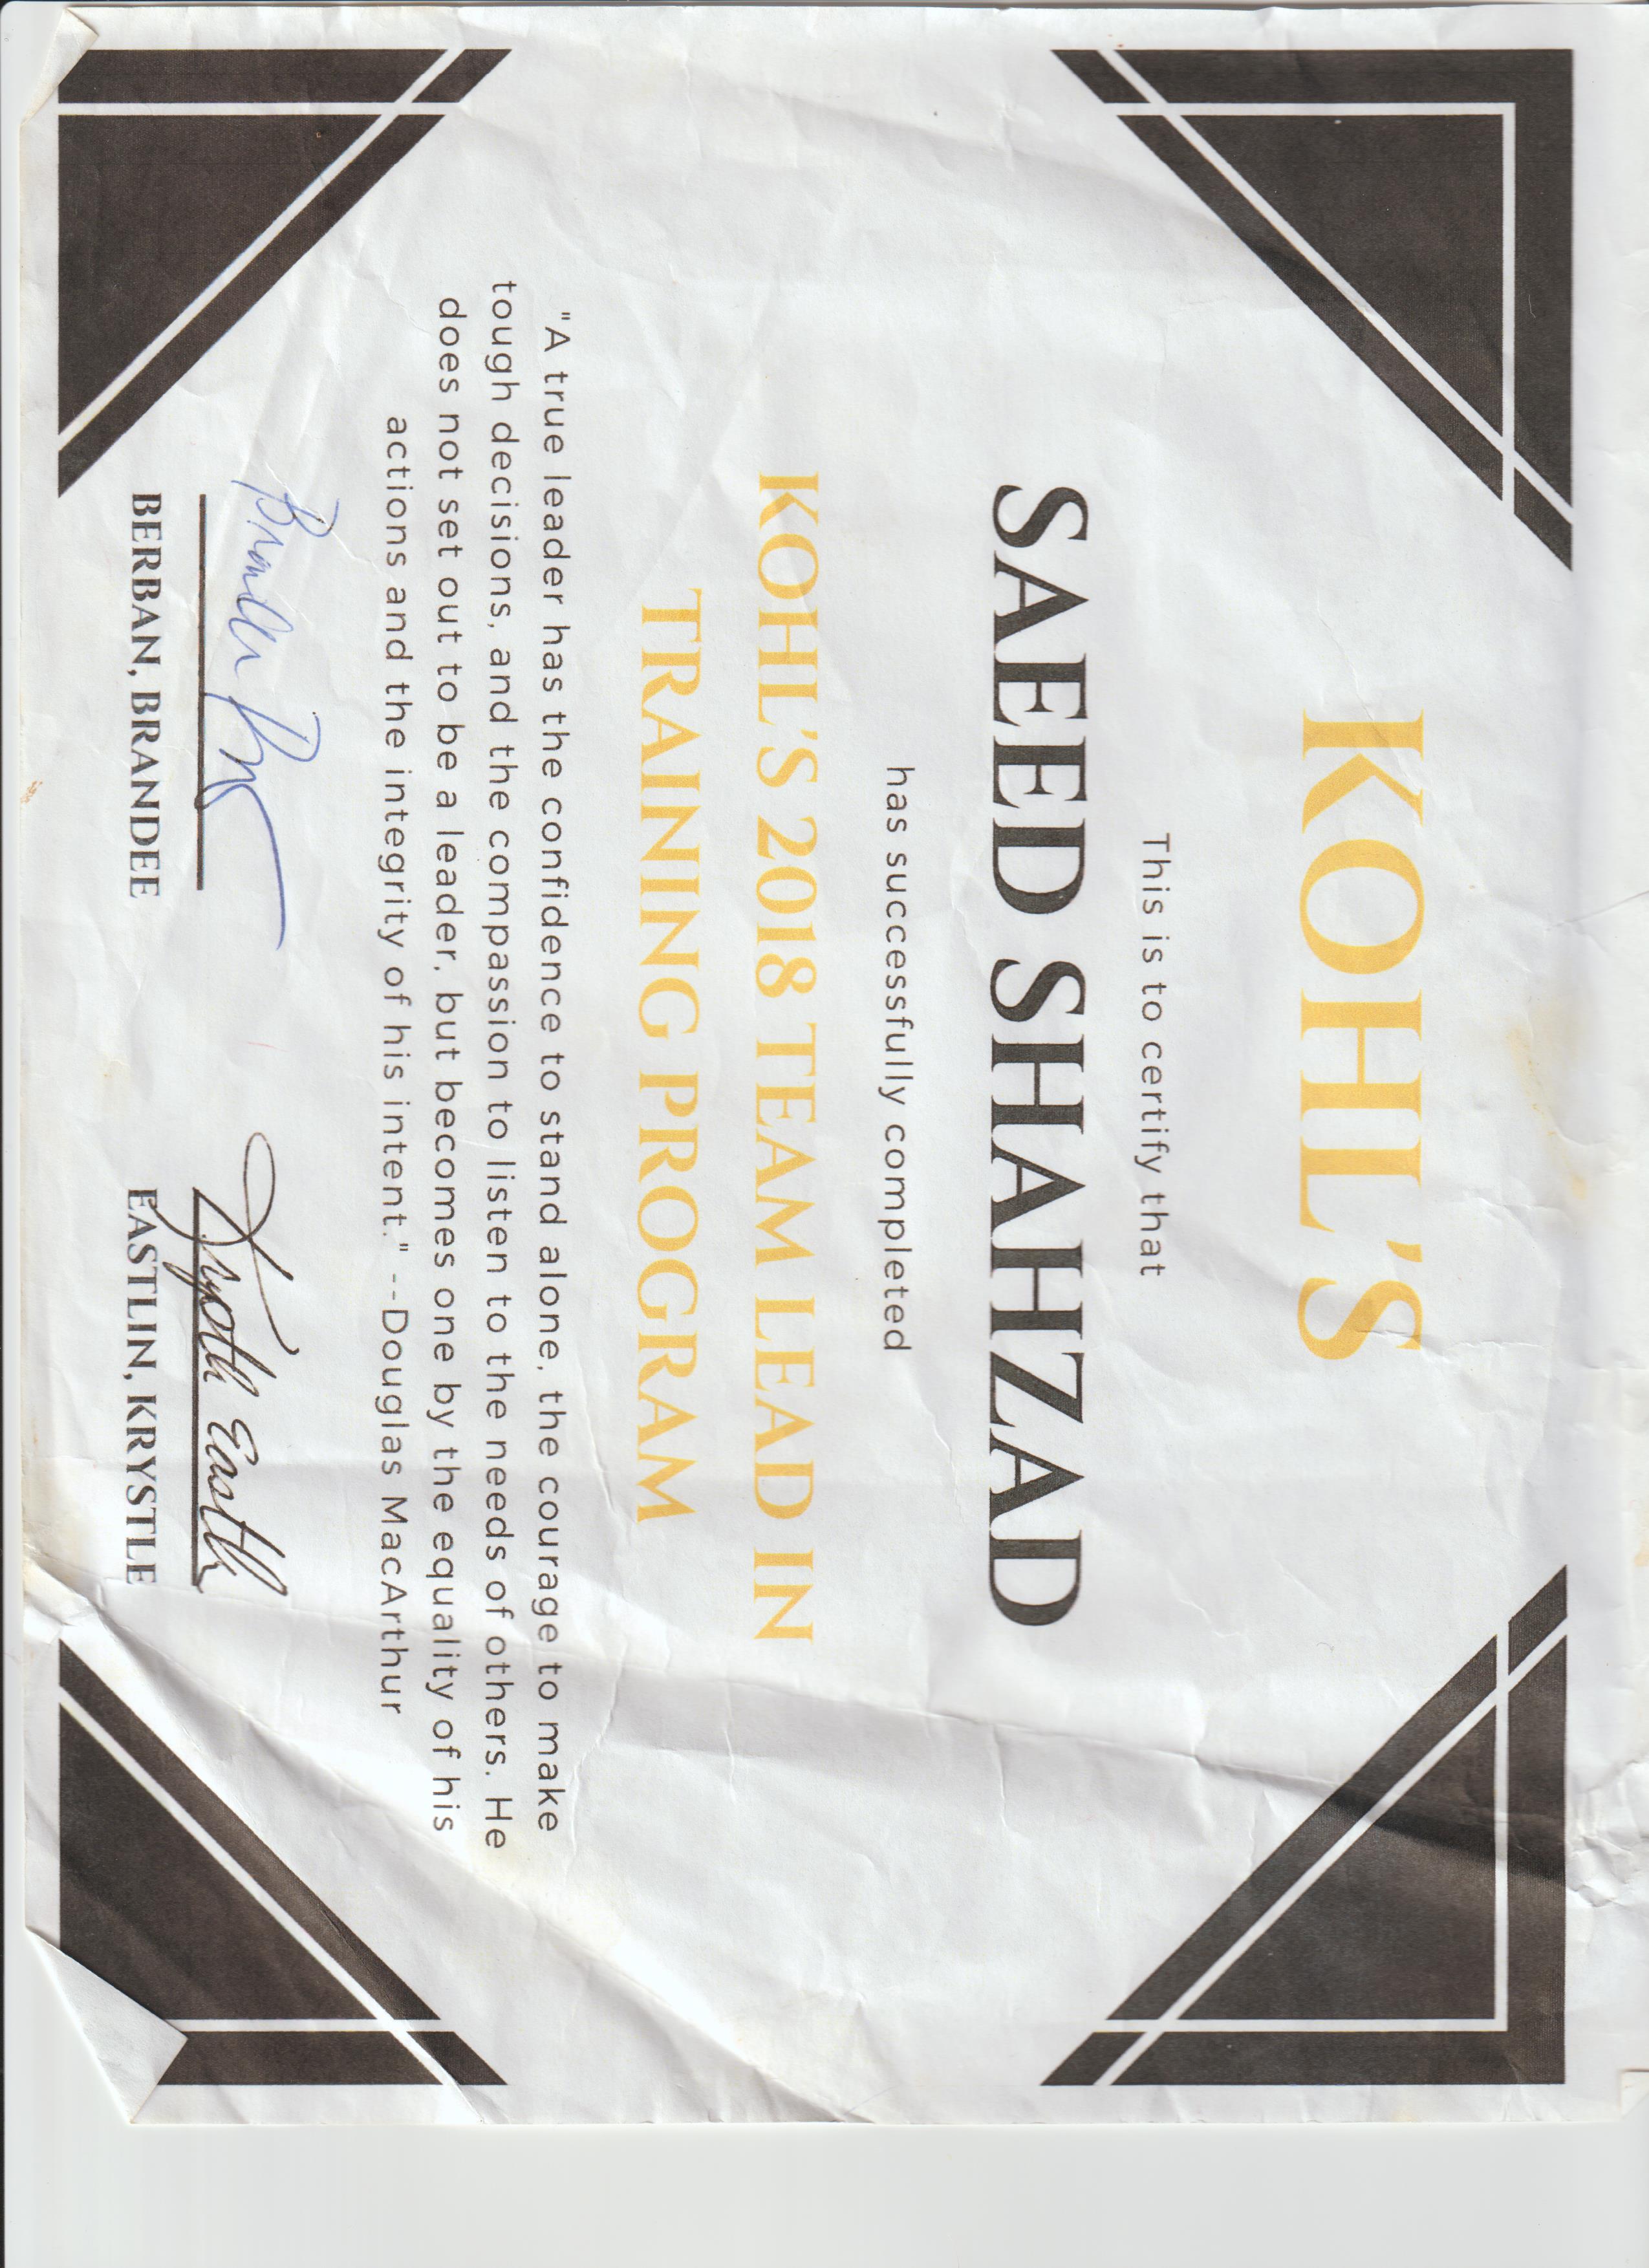 KOHL'S
This is to certify that
SAEED SHAHZAD
has successfully completed
KOHL'S 2018 TEAM LEAD IN
TRAINING PROGRAM
"A true leader has the confidence to stand alone, the courage to make
tough decisions, and the compassion to listen to the needs of others. He
does not set out to be a leader, but becomes one by the equality of his
actions and the integrity of his intent." --Douglas MacArthur
Krystle Eastlin
BERBAN, BRANDEE
EASTLIN, KRYSTLE